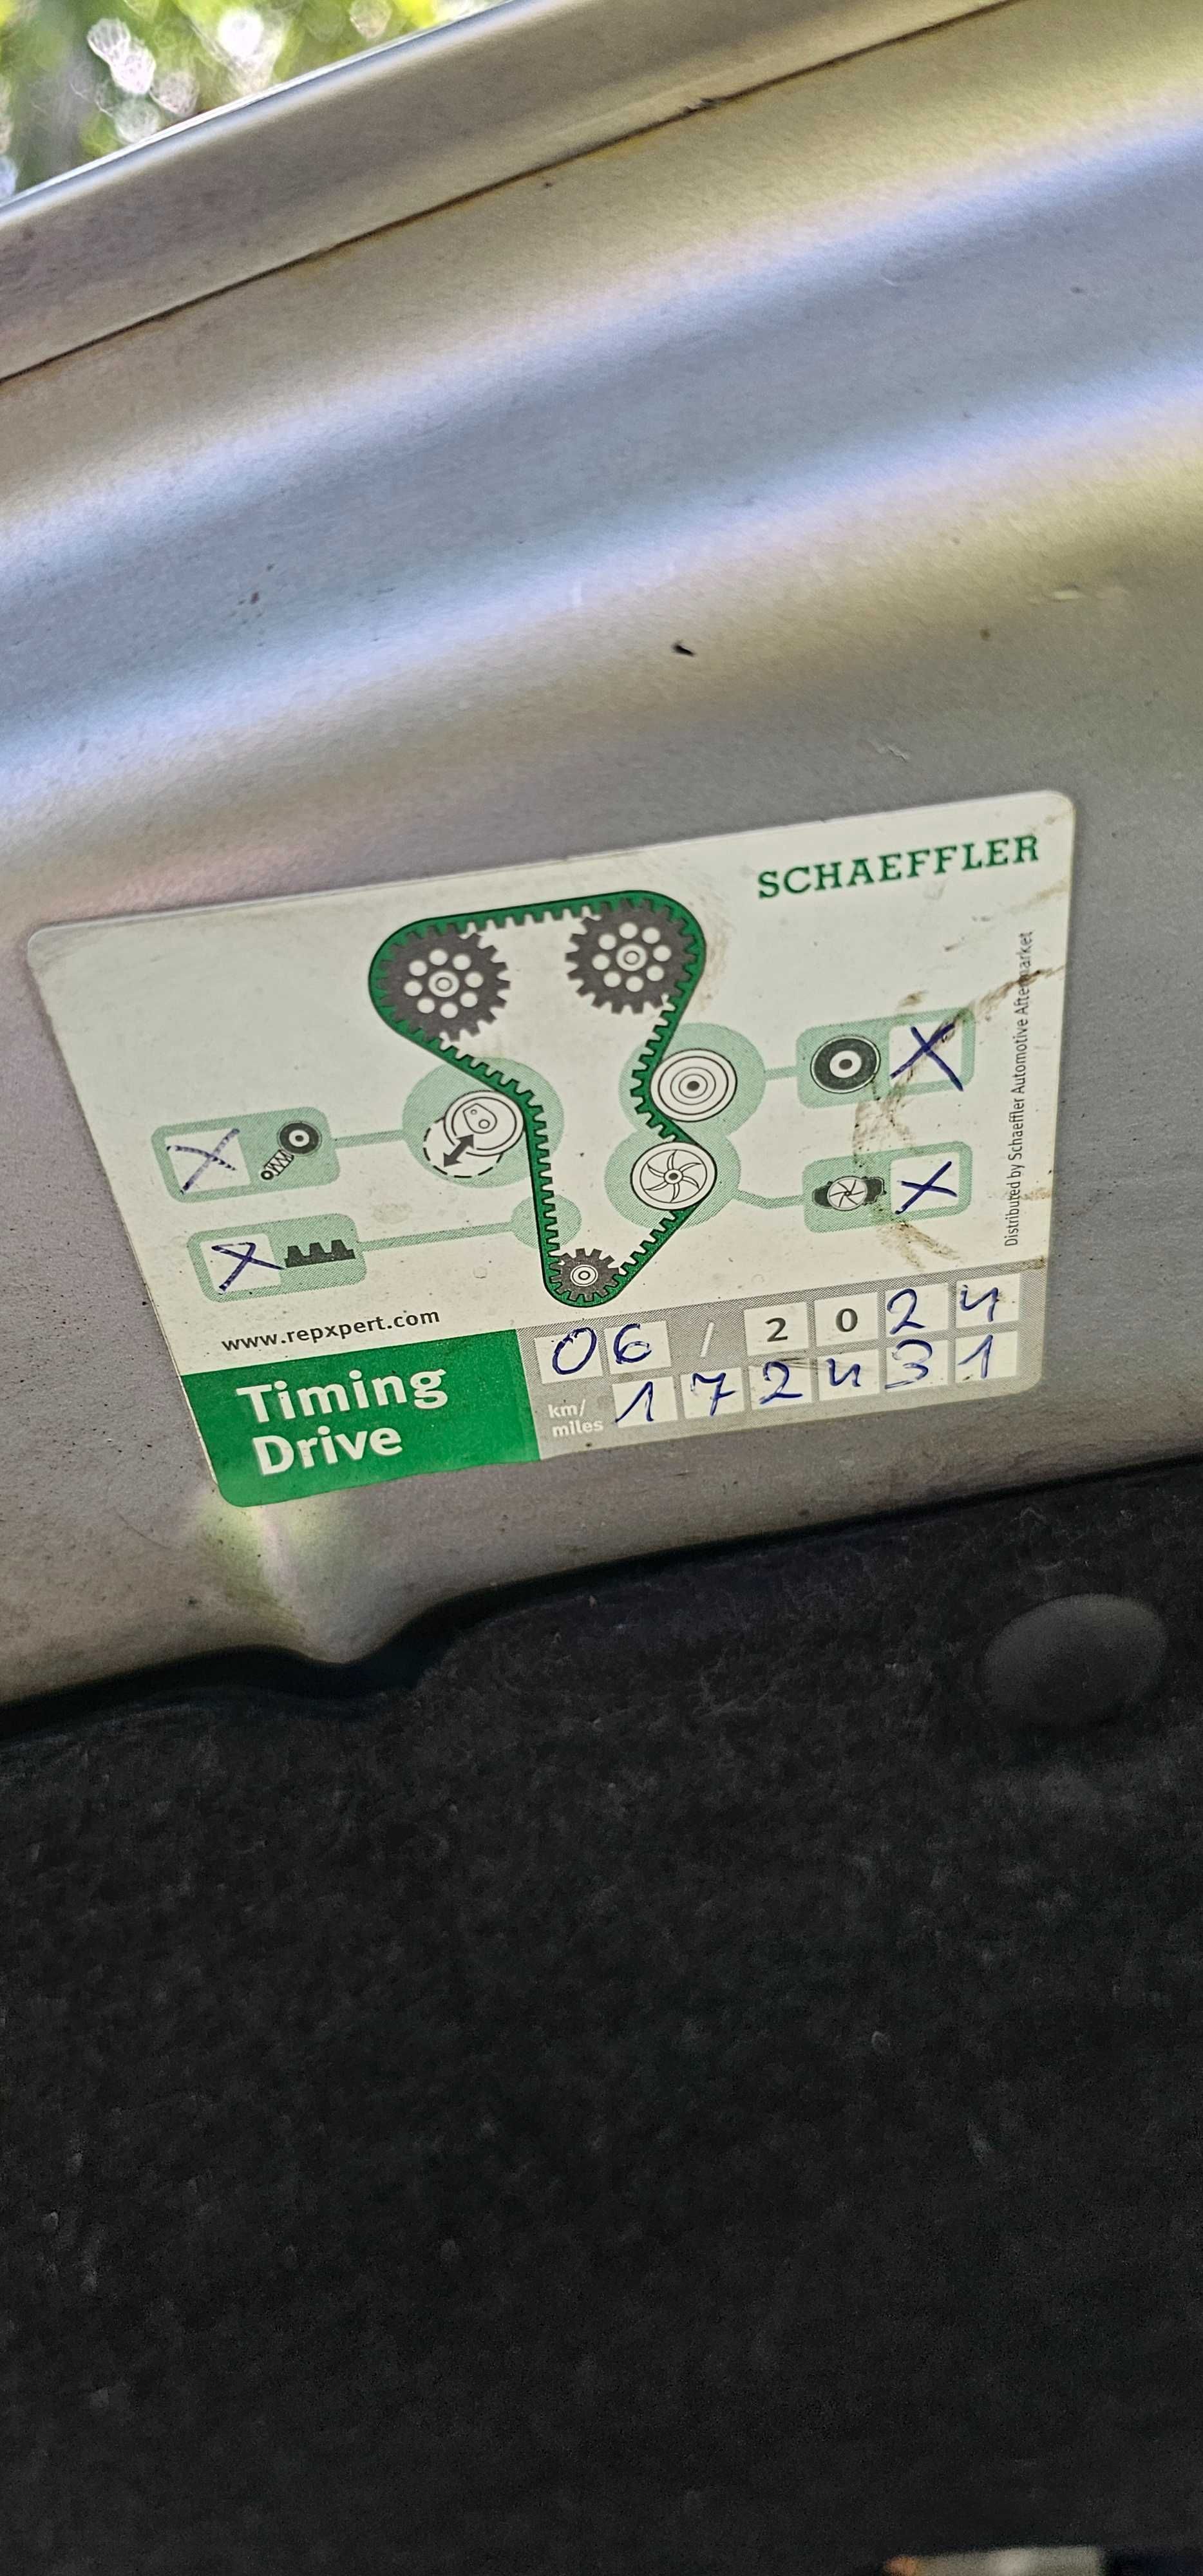 SCHAEFFLER
Distributed by Schaeffler Automotive Aftermarket
X
X
X
X
www.repxpert.com
Timing
Drive
06 / 2024
km/
miles
172431